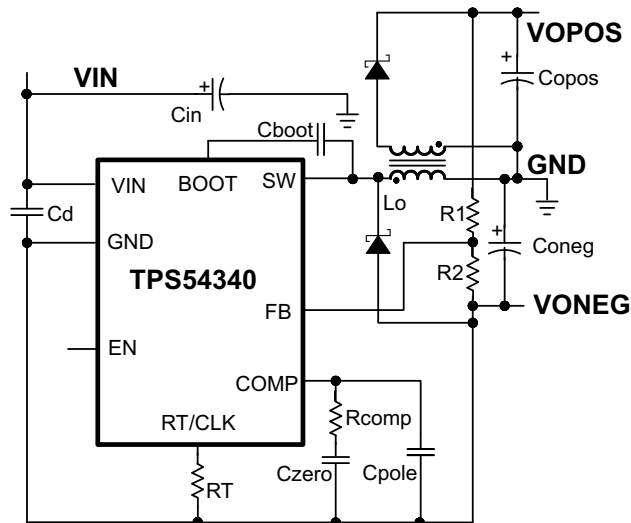 VOPOS
VIN
Copos
Cin
+
+
Cboot
GND
VIN
BOOT
SW
Lo
R1
Cd
GND
+
Coneg
TPS54340
R2
FB
VONEG
EN
COMP
Rcomp
RT/CLK
Czero
Cpole
RT